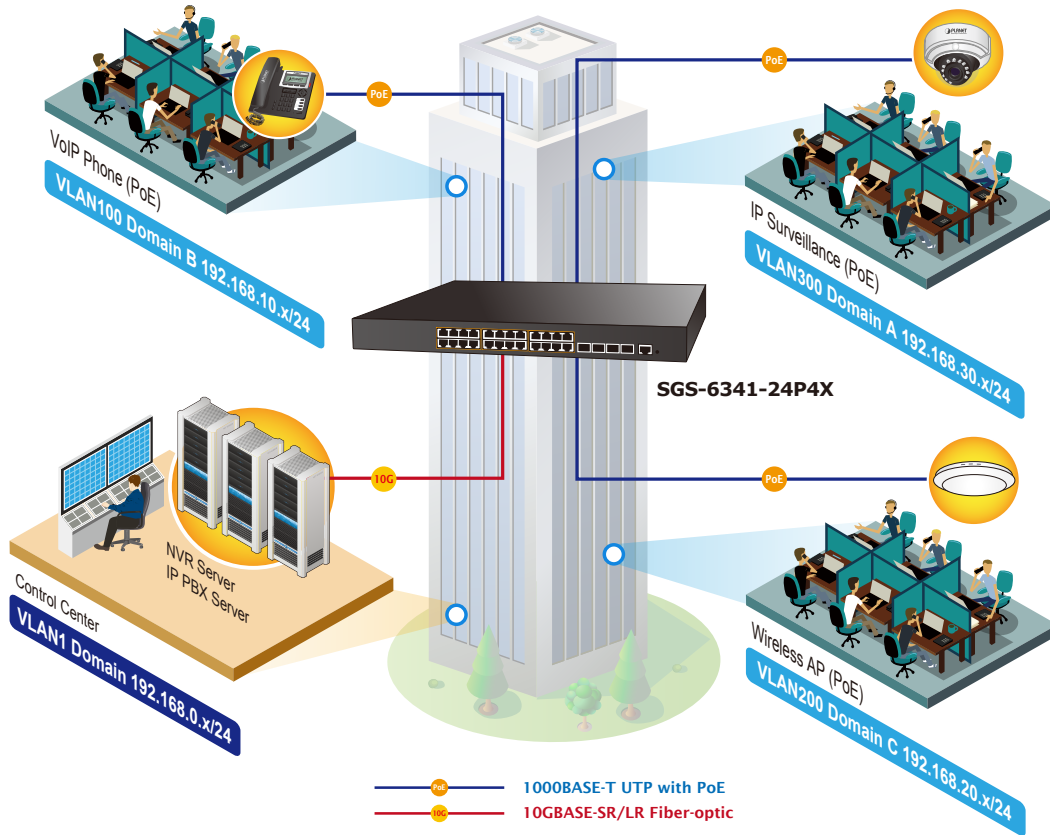 PoE
PoE
PLANET
VoIP Phone (PoE)
VLAN100 Domain B 192.168.10.x/24
IP Surveillance (PoE)
VLAN300 Domain A 192.168.30.x/24
SGS-6341-24P4X
10G
PoE
NVR Server
IP PBX Server
Control Center
VLAN1 Domain 192.168.0.x/24
Wireless AP (PoE)
VLAN200 Domain C 192.168.20.x/24
PoE 1000BASE-T UTP with PoE
10G 10GBASE-SR/LR Fiber-optic